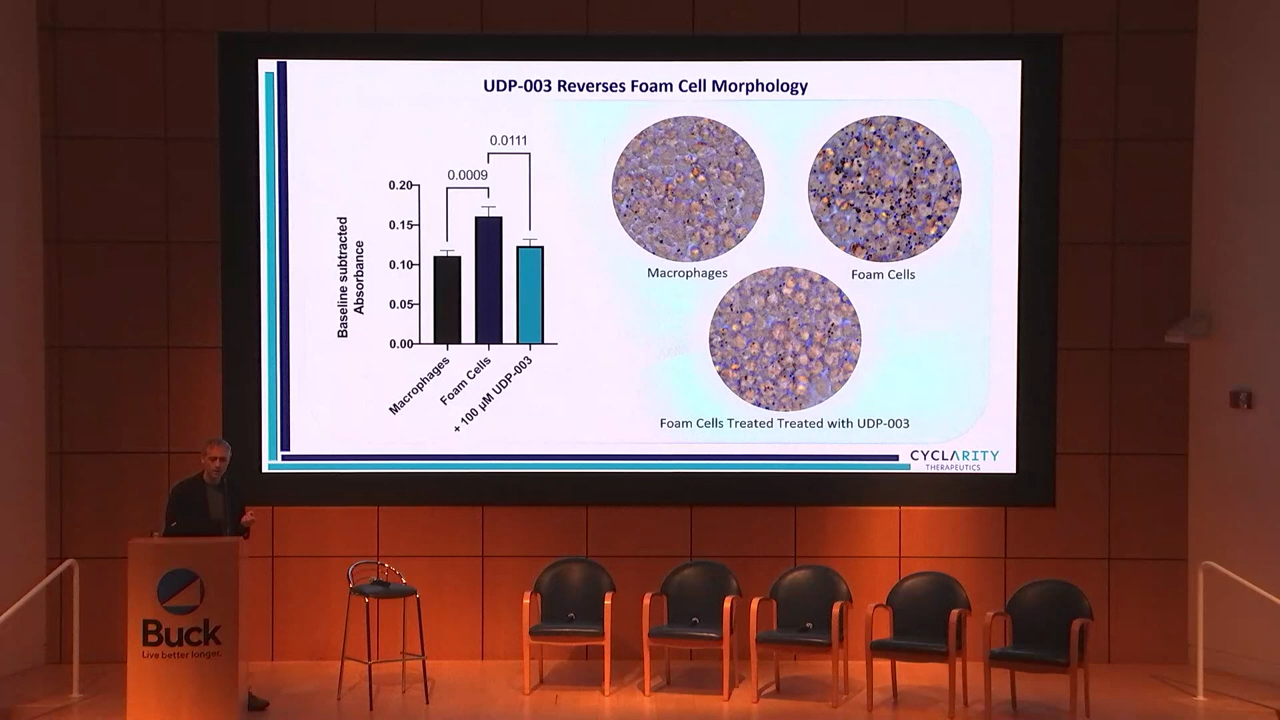 UDP-003 Reverses Foam Cell Morphology
0.0111
0.0009
0.20
0.15
0.10
0.05
0.00
Baseline subtracted
Absorbance
Macrophages
Foam Cells
+ 100 µM UDP-003
Macrophages
Foam Cells
Foam Cells Treated Treated with UDP-003
CYCLARITY
THERAPEUTICS
Buck
Live better longer.